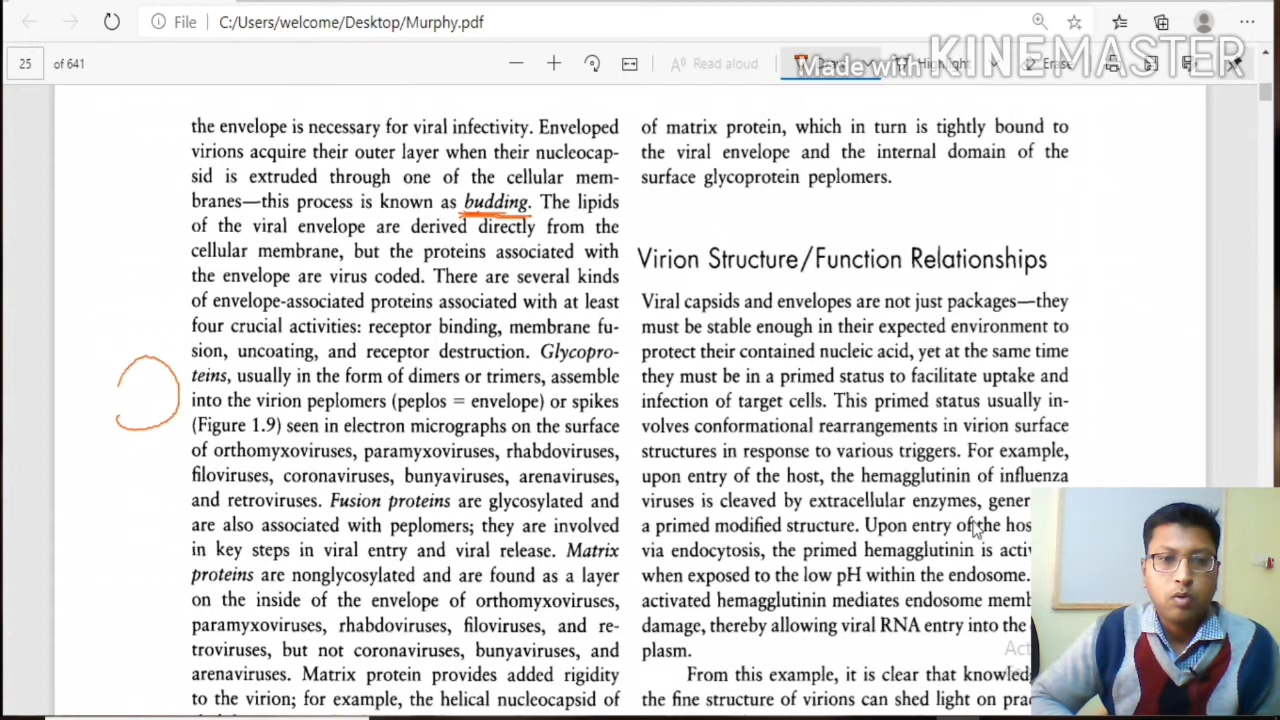 File C:/Users/welcome/Desktop/Murphy.pdf
Made with KINEMASTER
25 of 641
Read aloud
the envelope is necessary for viral infectivity. Enveloped
virions acquire their outer layer when their nucleocap-
sid is extruded through one of the cellular mem-
branes—this process is known as budding. The lipids
of the viral envelope are derived directly from the
cellular membrane, but the proteins associated with
the envelope are virus coded. There are several kinds
of envelope-associated proteins associated with at least
four crucial activities: receptor binding, membrane fu-
sion, uncoating, and receptor destruction. Glycopro-
teins, usually in the form of dimers or trimers, assemble
into the virion peplomers (peplos = envelope) or spikes
(Figure 1.9) seen in electron micrographs on the surface
of orthomyxoviruses, paramyxoviruses, rhabdoviruses,
filoviruses, coronaviruses, bunyaviruses, arenaviruses,
and retroviruses. Fusion proteins are glycosylated and
are also associated with peplomers; they are involved
in key steps in viral entry and viral release. Matrix
proteins are nonglycosylated and are found as a layer
on the inside of the envelope of orthomyxoviruses,
paramyxoviruses, rhabdoviruses, filoviruses, and re-
troviruses, but not coronaviruses, bunyaviruses, and
arenaviruses. Matrix protein provides added rigidity
to the virion; for example, the helical nucleocapsid of
of matrix protein, which in turn is tightly bound to
the viral envelope and the internal domain of the
surface glycoprotein peplomers.
Virion Structure/Function Relationships
Viral capsids and envelopes are not just packages—they
must be stable enough in their expected environment to
protect their contained nucleic acid, yet at the same time
they must be in a primed status to facilitate uptake and
infection of target cells. This primed status usually in-
volves conformational rearrangements in virion surface
structures in response to various triggers. For example,
upon entry of the host, the hemagglutinin of influenza
viruses is cleaved by extracellular enzymes, gener
a primed modified structure. Upon entry of the hos
via endocytosis, the primed hemagglutinin is acti
when exposed to the low pH within the endosome.
activated hemagglutinin mediates endosome memb
damage, thereby allowing viral RNA entry into the
plasm.
From this example, it is clear that knowled
the fine structure of virions can shed light on pra